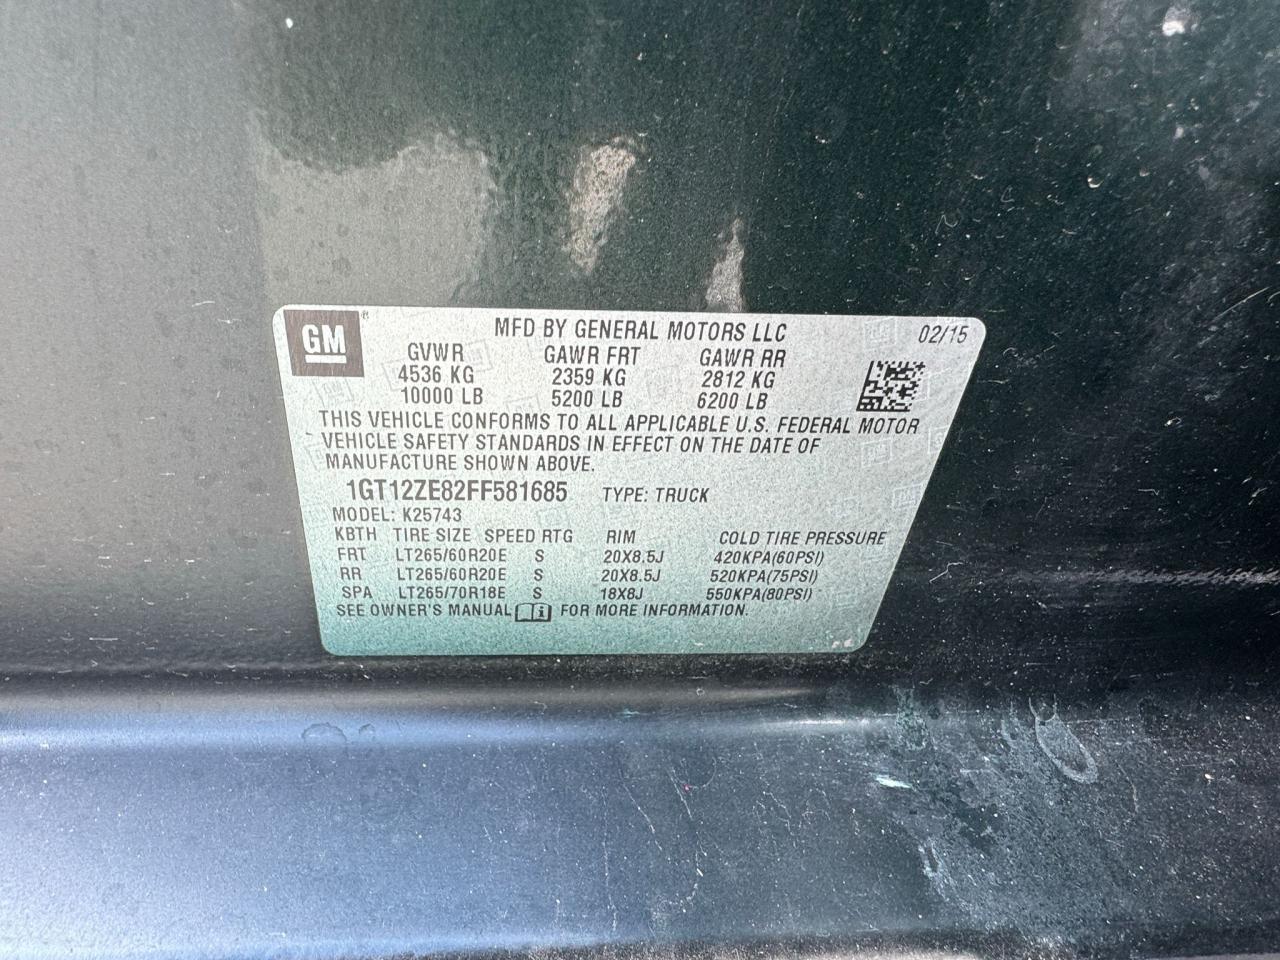 GM
MFD BY GENERAL MOTORS LLC 02/15
GVWR GAWR FRT GAWR RR
4536 KG 2359 KG 2812 KG
10000 LB 5200 LB 6200 LB
THIS VEHICLE CONFORMS TO ALL APPLICABLE U.S. FEDERAL MOTOR
VEHICLE SAFETY STANDARDS IN EFFECT ON THE DATE OF
MANUFACTURE SHOWN ABOVE.
1GT12ZE82FF581685 TYPE: TRUCK
MODEL: K25743
KBTH TIRE SIZE SPEED RTG RIM COLD TIRE PRESSURE
FRT LT265/60R20E S 20X8.5J 420KPA(60PSI)
RR LT265/60R20E S 20X8.5J 520KPA(75PSI)
SPA LT265/70R18E S 18X8J 550KPA(80PSI)
SEE OWNER'S MANUAL FOR MORE INFORMATION.